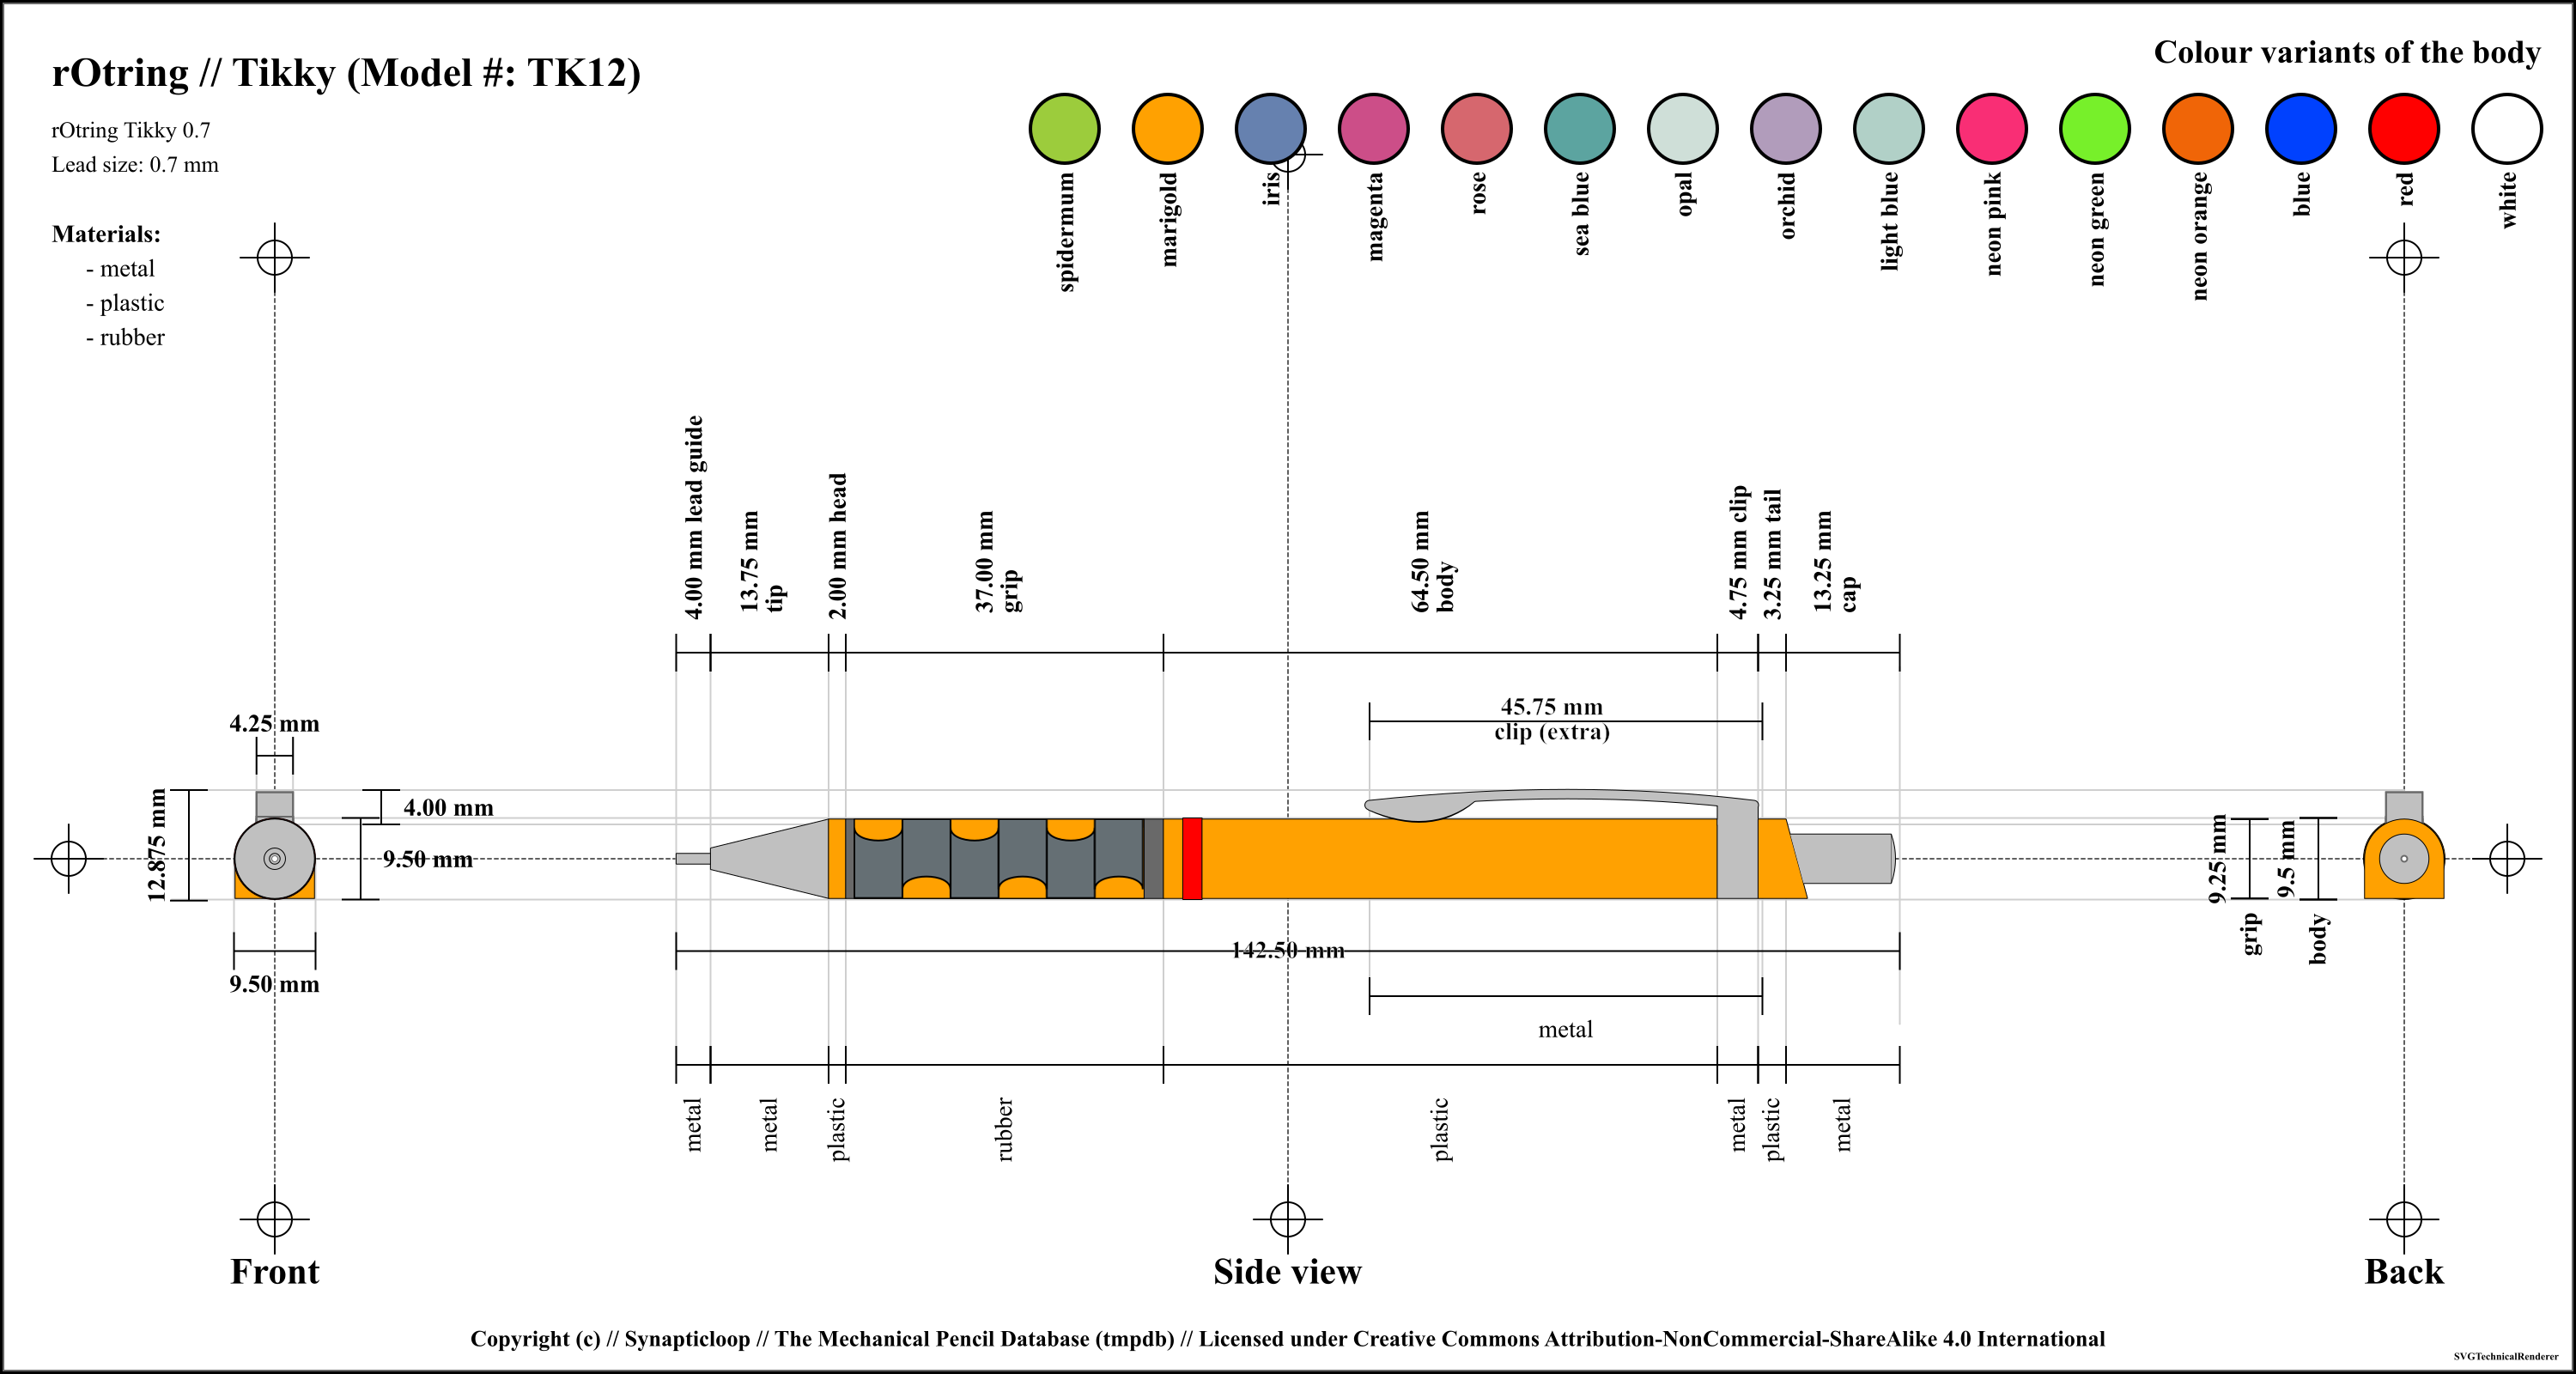 rOtring // Tikky (Model #: TK12)
Colour variants of the body
rOtring Tikky 0.7
Lead size: 0.7 mm
Materials:
- metal
- plastic
- rubber
spidermum
marigold
iris
magenta
rose
sea blue
opal
orchid
light blue
neon pink
neon green
neon orange
blue
red
white
4.00 mm lead guide
13.75 mm
tip
2.00 mm head
37.00 mm
grip
64.50 mm
body
4.75 mm clip
3.25 mm tail
13.25 mm
cap
45.75 mm
clip (extra)
4.25 mm
12.875 mm
4.00 mm
9.50 mm
9.50 mm
9.25 mm
grip
9.5 mm
body
142.50 mm
metal
metal
metal
plastic
rubber
plastic
metal
plastic
metal
Front
Side view
Back
Copyright (c) // Synapticloop // The Mechanical Pencil Database (tmpdb) // Licensed under Creative Commons Attribution-NonCommercial-ShareAlike 4.0 International
SVGTechnicalRenderer